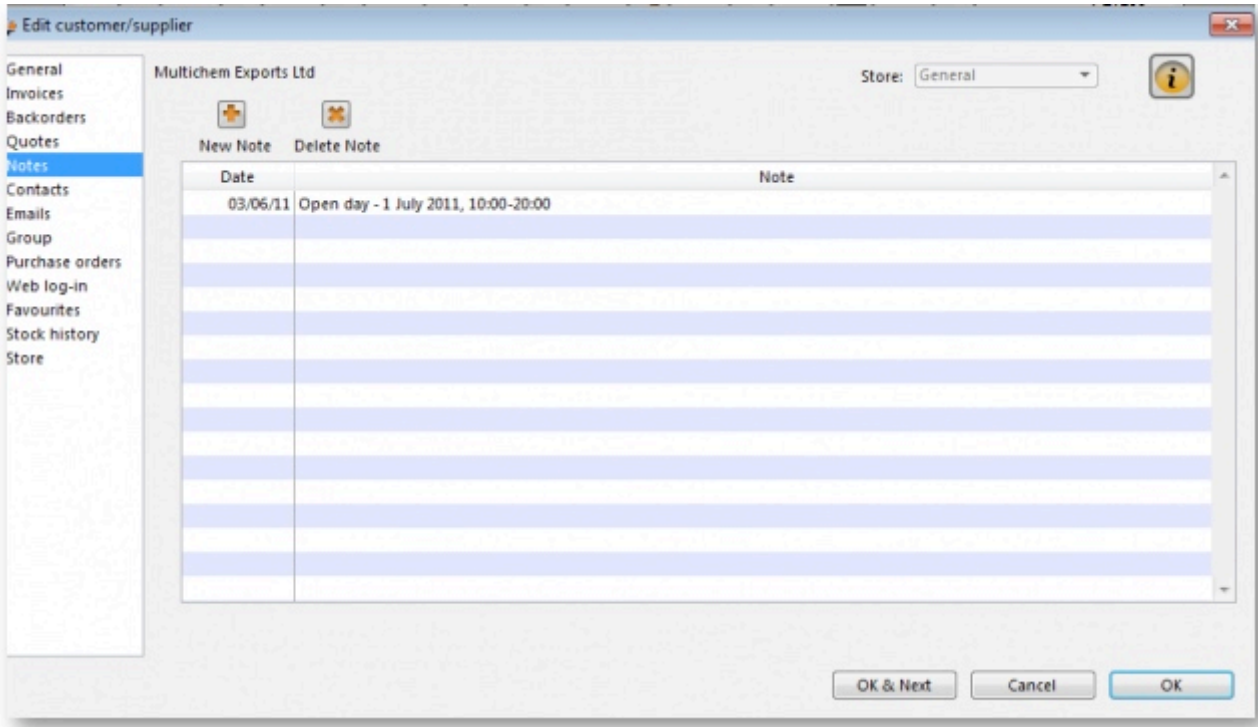 Edit customer/supplier
General
Invoices
Backorders
Quotes
Notes
Contacts
Emails
Group
Purchase orders
Web log-in
Favourites
Stock history
Store
Multichem Exports Ltd
Store: General
New Note Delete Note
Date Note
03/06/11 Open day - 1 July 2011, 10:00-20:00
OK & Next Cancel OK